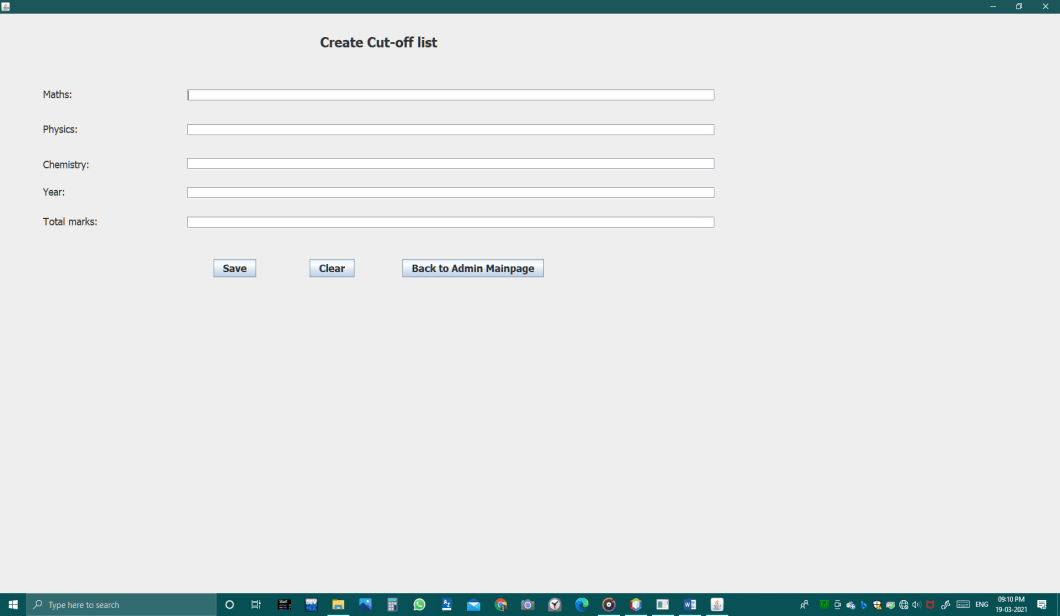 Create Cut-off list
Maths:
Physics:
Chemistry:
Year:
Total marks:
Save Clear Back to Admin Mainpage
Type here to search
ENG
09:10 PM
19-03-2021